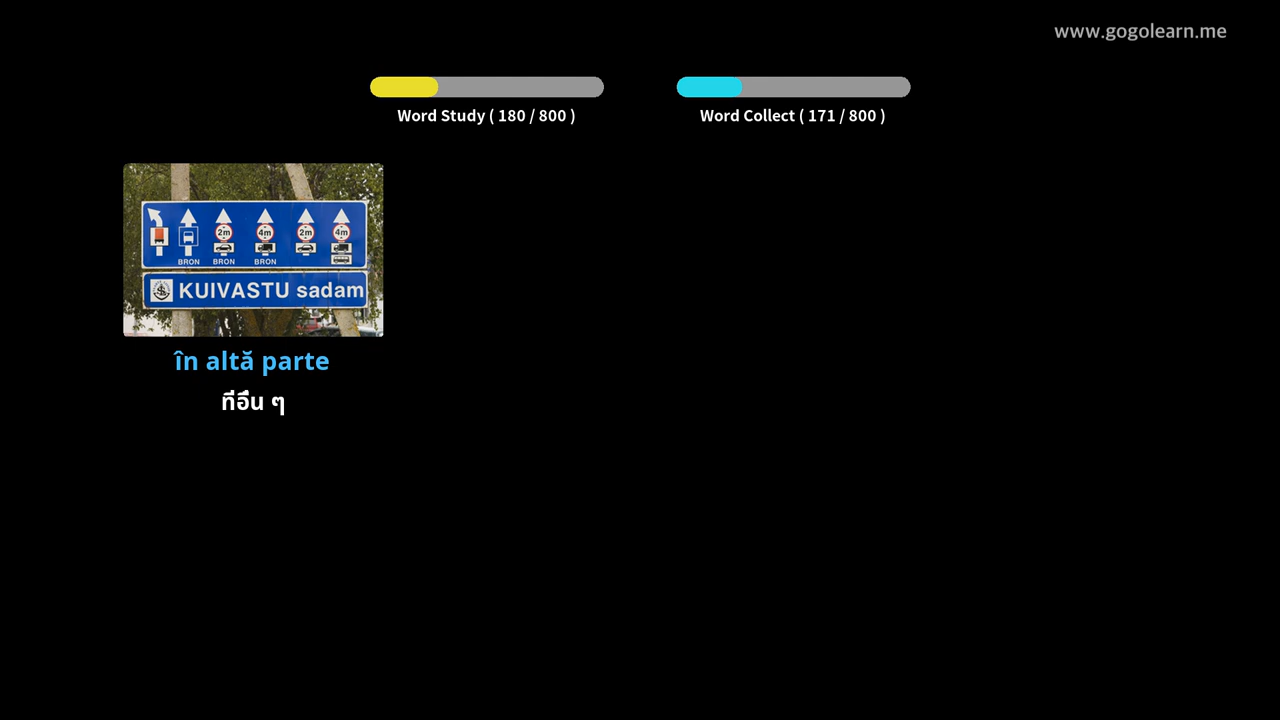 www.gogolearn.me
Word Study ( 180 / 800 )
Word Collect ( 171 / 800 )
2m 4m 2m 4m
BRON BRON BRON
KUIVASTU sadam
în altă parte
ที่อื่น ๆ